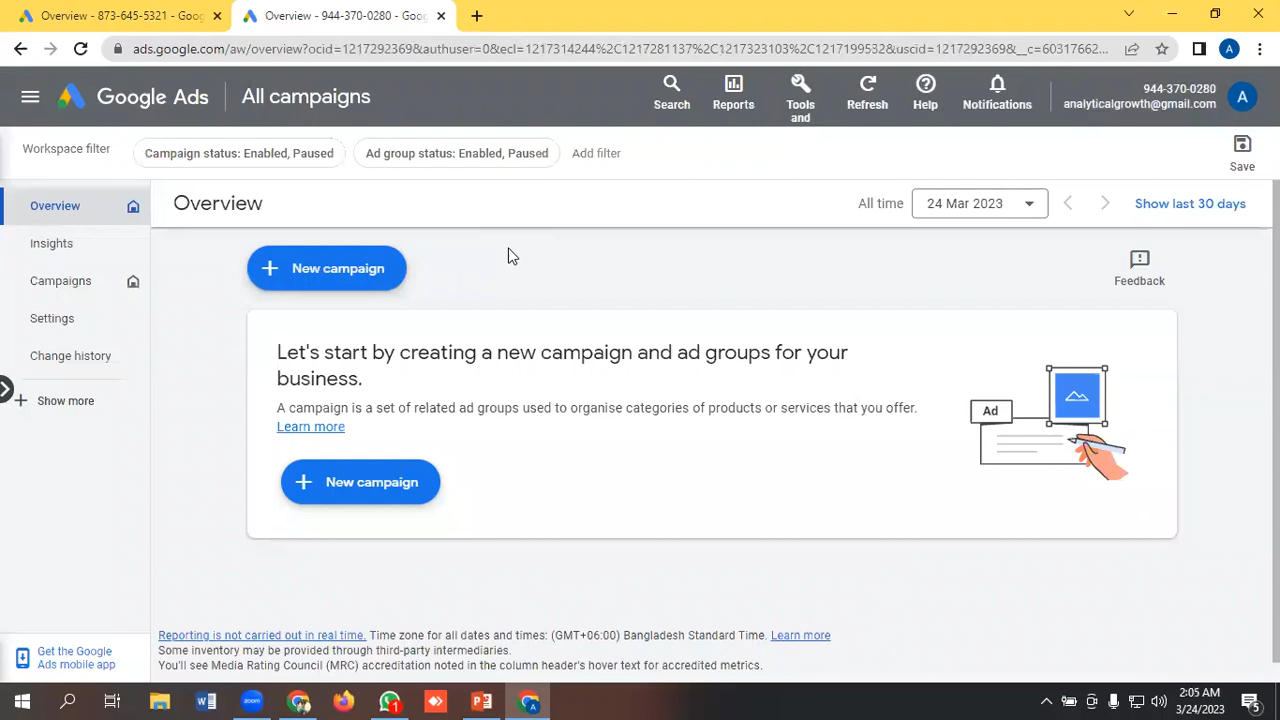 Overview - 873-645-5321 - Goog
Overview - 944-370-0280 - Goog
ads.google.com/aw/overview?ocid=1217292369&authuser=0&ecl=1217314244%2C1217281137%2C1217323103%2C1217199532&uscid=1217292369&__c=60317662...
A
Google Ads
All campaigns
Search
Reports
Tools and
Refresh
Help
Notifications
944-370-0280
analyticalgrowth@gmail.com
A
Workspace filter
Campaign status: Enabled, Paused
Ad group status: Enabled, Paused
Add filter
Save
Overview
Insights
Campaigns
Settings
Change history
Show more
Get the Google
Ads mobile app
Overview
All time
24 Mar 2023
Show last 30 days
New campaign
Feedback
Let's start by creating a new campaign and ad groups for your
business.
A campaign is a set of related ad groups used to organise categories of products or services that you offer.
Learn more
New campaign
Ad
Reporting is not carried out in real time. Time zone for all dates and times: (GMT+06:00) Bangladesh Standard Time. Learn more
Some inventory may be provided through third-party intermediaries.
You'll see Media Rating Council (MRC) accreditation noted in the column header's hover text for accredited metrics.
zoom
1
A
2:05 AM
3/24/2023
5